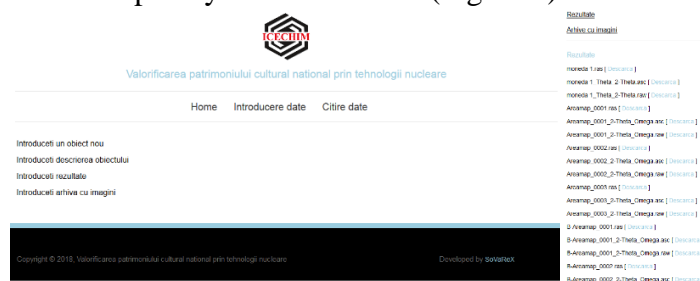 ICECHIM
Valorificarea patrimoniului cultural national prin tehnologii nucleare
Home Introducere date Citire date
Introduceti un obiect nou
Introduceti descrierea obiectului
Introduceti rezultate
Introduceti arhiva cu imagini
Copyright © 2018, Valorificarea patrimoniului cultural national prin tehnologii nucleare
Developed by SoVaReX
Rezultate
Arhive cu imagini
Rezultate
moneda 1.ras [ Descarca ]
moneda 1_Theta_2-Theta.asc [ Descarca ]
moneda 1_Theta_2-Theta.raw [ Descarca ]
Areamap_0001.ras [ Descarca ]
Areamap_0001_2-Theta_Omega.asc [ Descarca ]
Areamap_0001_2-Theta_Omega.raw [ Descarca ]
Areamap_0002.ras [ Descarca ]
Areamap_0002_2-Theta_Omega.asc [ Descarca ]
Areamap_0002_2-Theta_Omega.raw [ Descarca ]
Areamap_0003.ras [ Descarca ]
Areamap_0003_2-Theta_Omega.asc [ Descarca ]
Areamap_0003_2-Theta_Omega.raw [ Descarca ]
B-Areamap_0001.ras [ Descarca ]
B-Areamap_0001_2-Theta_Omega.asc [ Descarca ]
B-Areamap_0001_2-Theta_Omega.raw [ Descarca ]
B-Areamap_0002.ras [ Descarca ]
B-Areamap_0002_2-Theta_Omega.asc [ Descarca ]